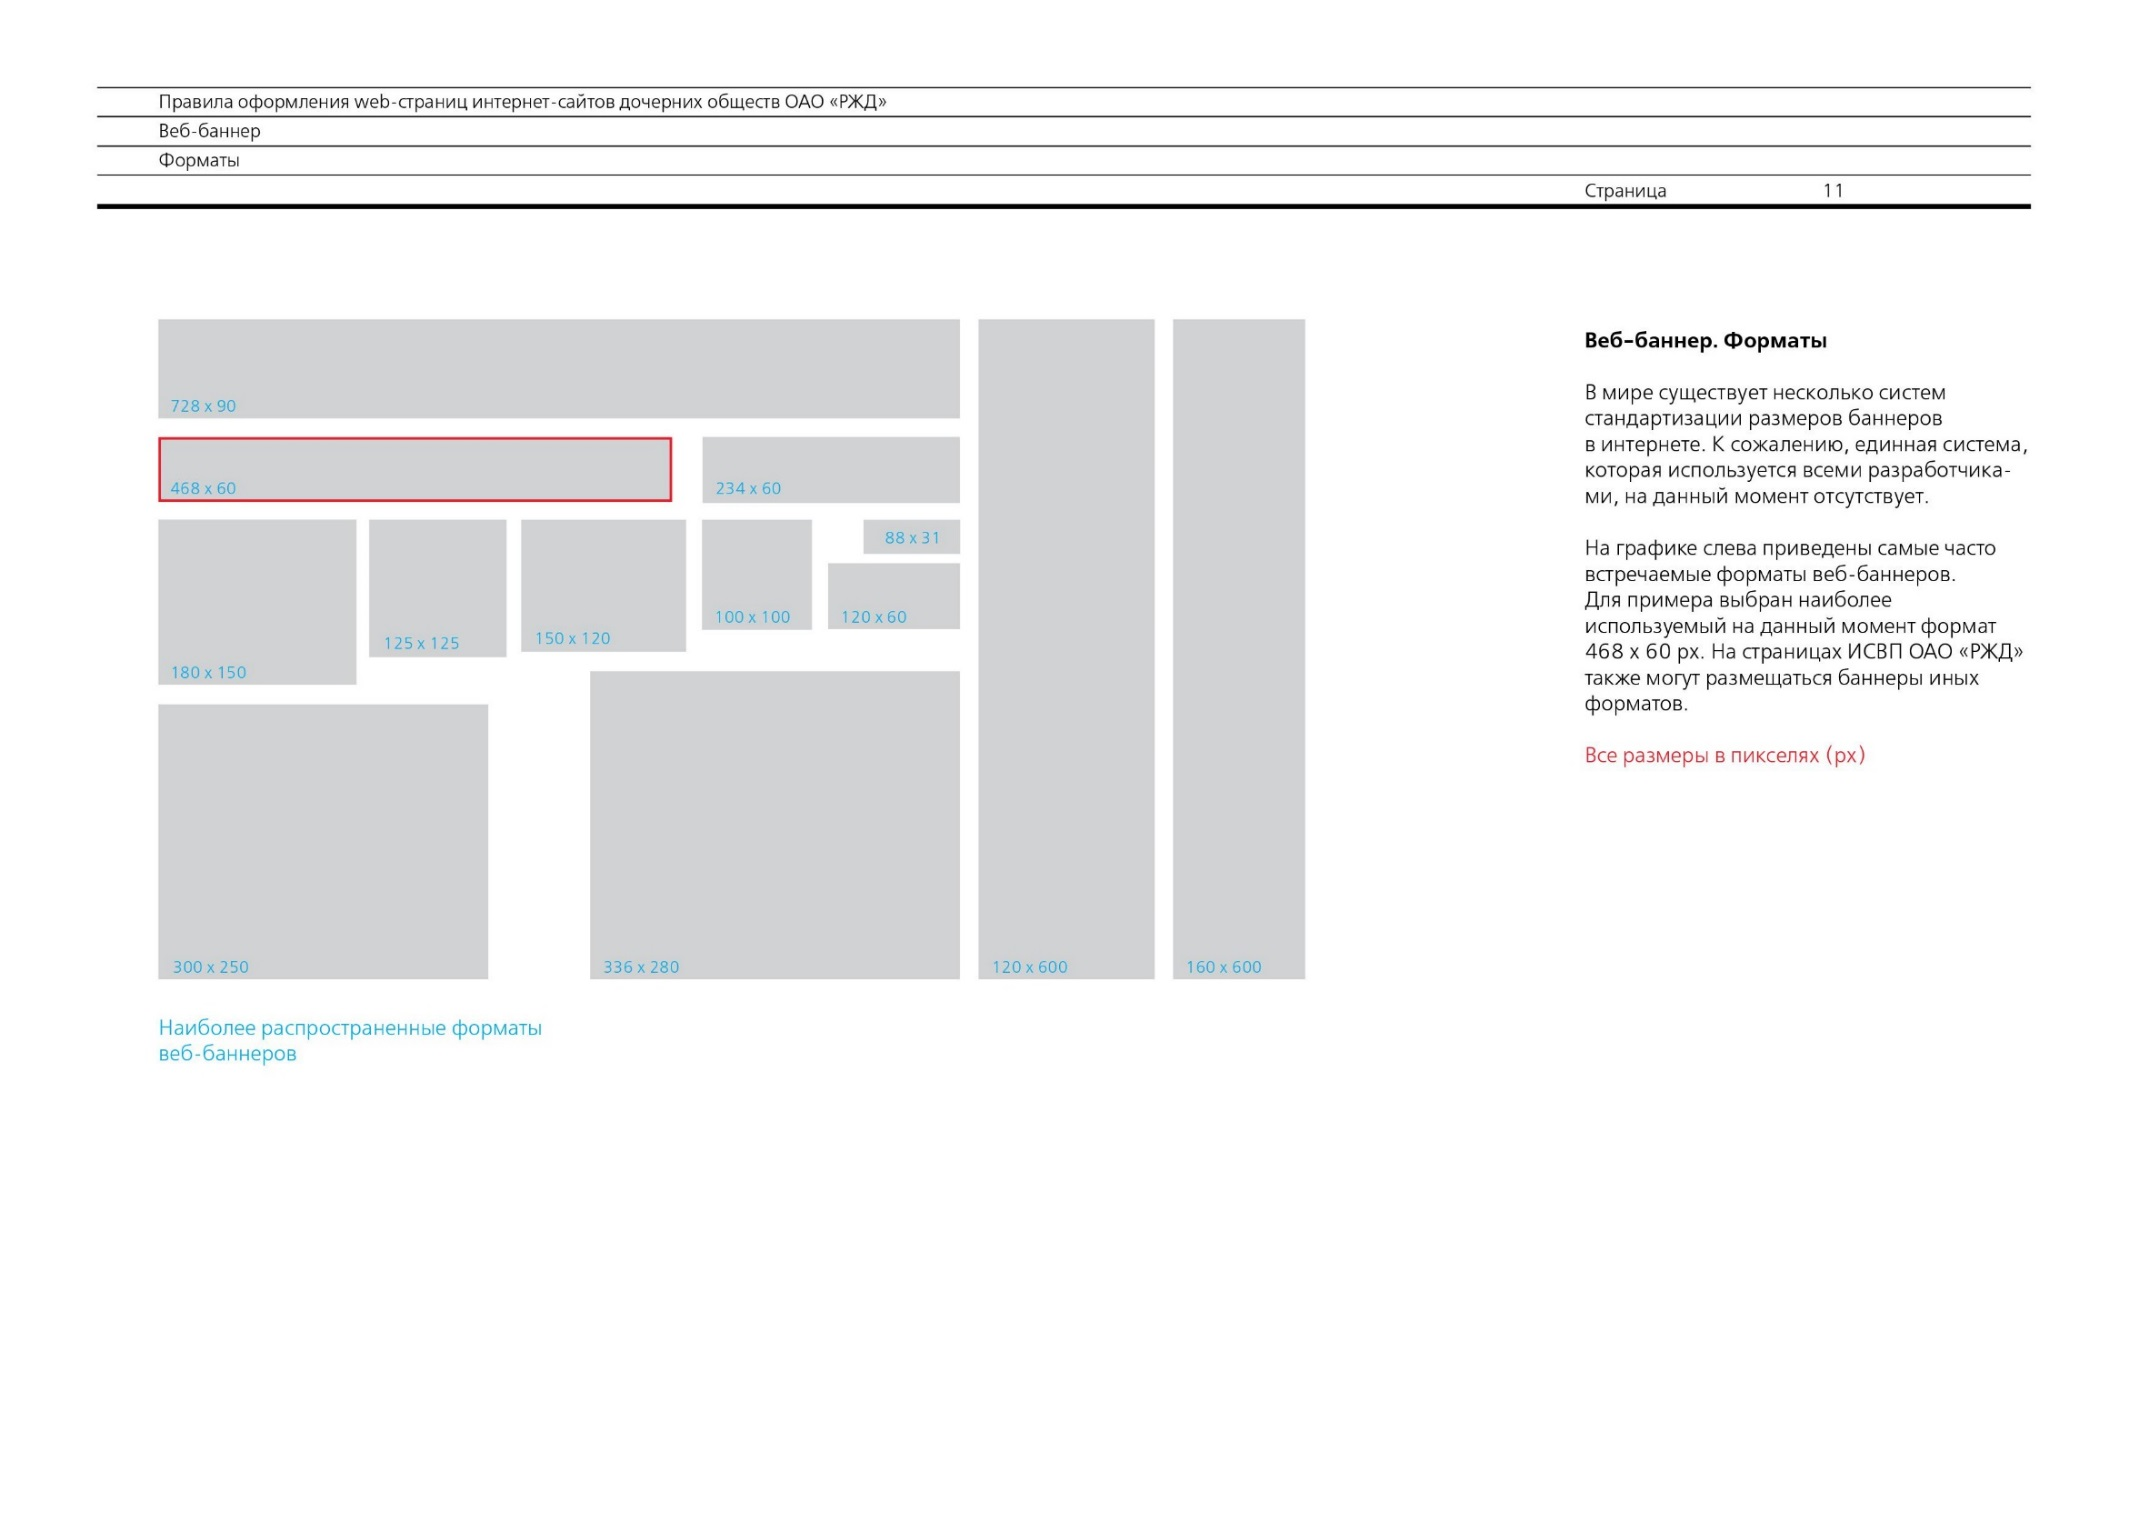 Правила оформления web-страниц интернет-сайтов дочерних обществ ОАО «РЖД»
Веб-баннер
Форматы
Страница 11
728 x 90
468 x 60
234 x 60
88 x 31
100 x 100
120 x 60
125 x 125
150 x 120
180 x 150
300 x 250
336 x 280
120 x 600
160 x 600
Наиболее распространенные форматы
веб-баннеров
Веб-баннер. Форматы
В мире существует несколько систем
стандартизации размеров баннеров
в интернете. К сожалению, единная система,
которая используется всеми разработчика-
ми, на данный момент отсутствует.
На графике слева приведены самые часто
встречаемые форматы веб-баннеров.
Для примера выбран наиболее
используемый на данный момент формат
468 x 60 px. На страницах ИСВП ОАО «РЖД»
также могут размещаться баннеры иных
форматов.
Все размеры в пикселях (px)